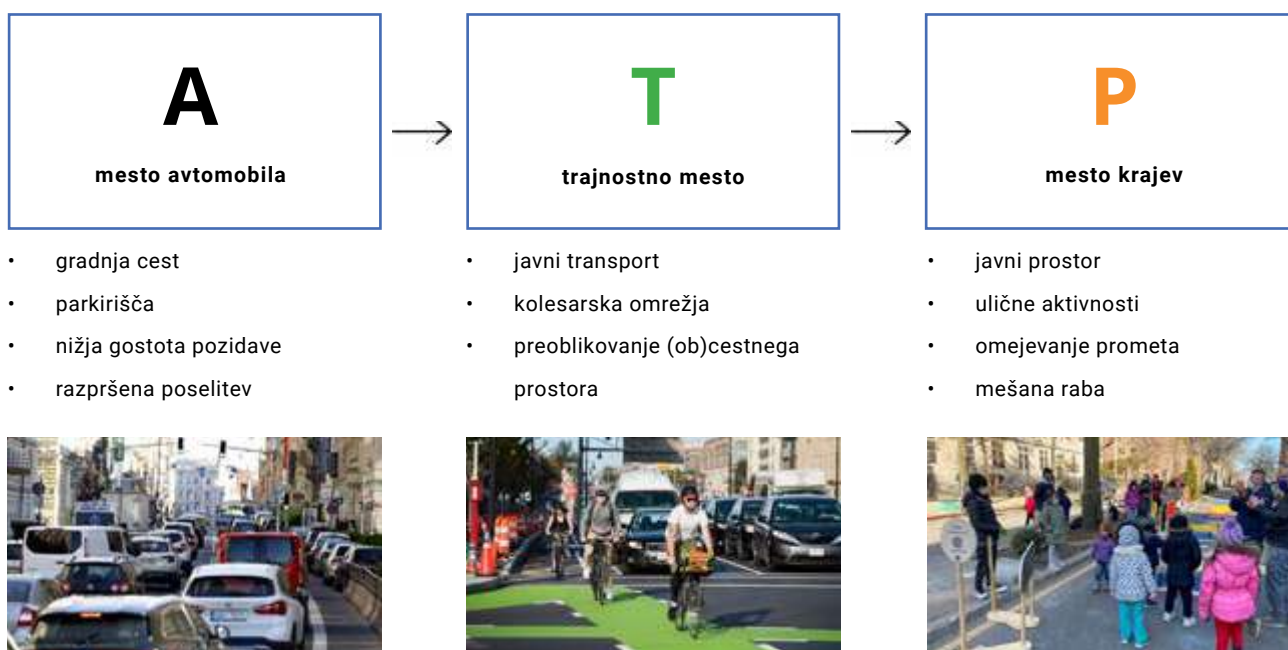 A
mesto avtomobila
• gradnja cest
• parkirišča
• nižja gostota pozidave
• razpršena poselitev
T
trajnostno mesto
• javni transport
• kolesarska omrežja
• preoblikovanje (ob)cestnega
prostora
P
mesto krajev
• javni prostor
• ulične aktivnosti
• omejevanje prometa
• mešana raba